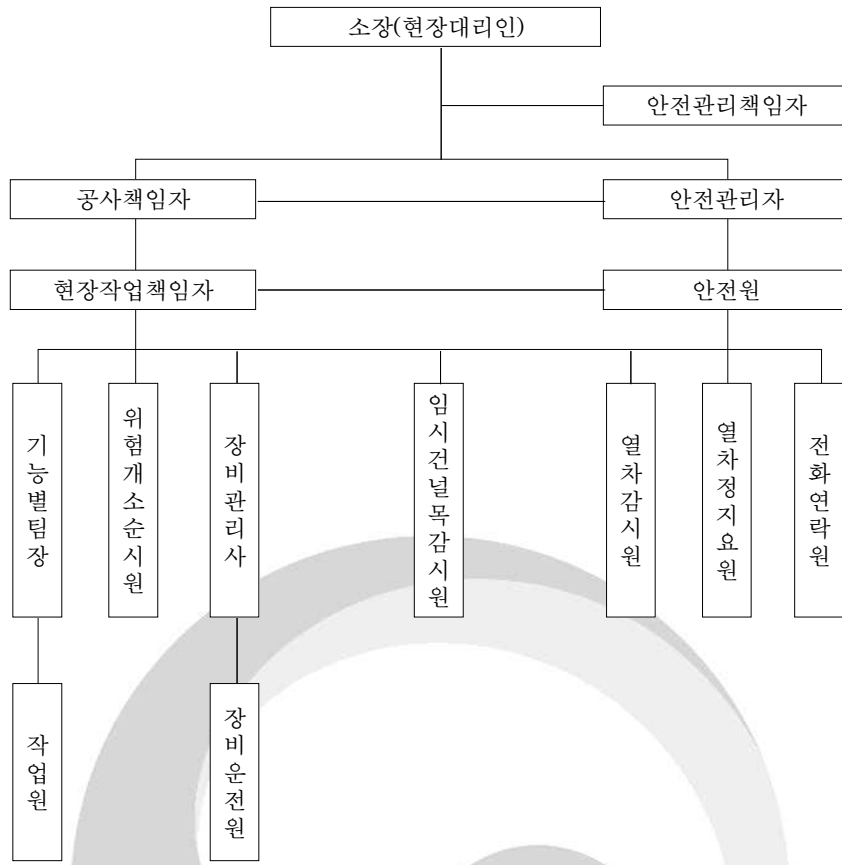 소장(현장대리인)
안전관리책임자
공사책임자
안전관리자
현장작업책임자
안전원
기능별팀장
위험개소순시원
장비관리사
임시건널목감시원
열차감시원
열차정지요원
전화연락원
작업원
장비운전원